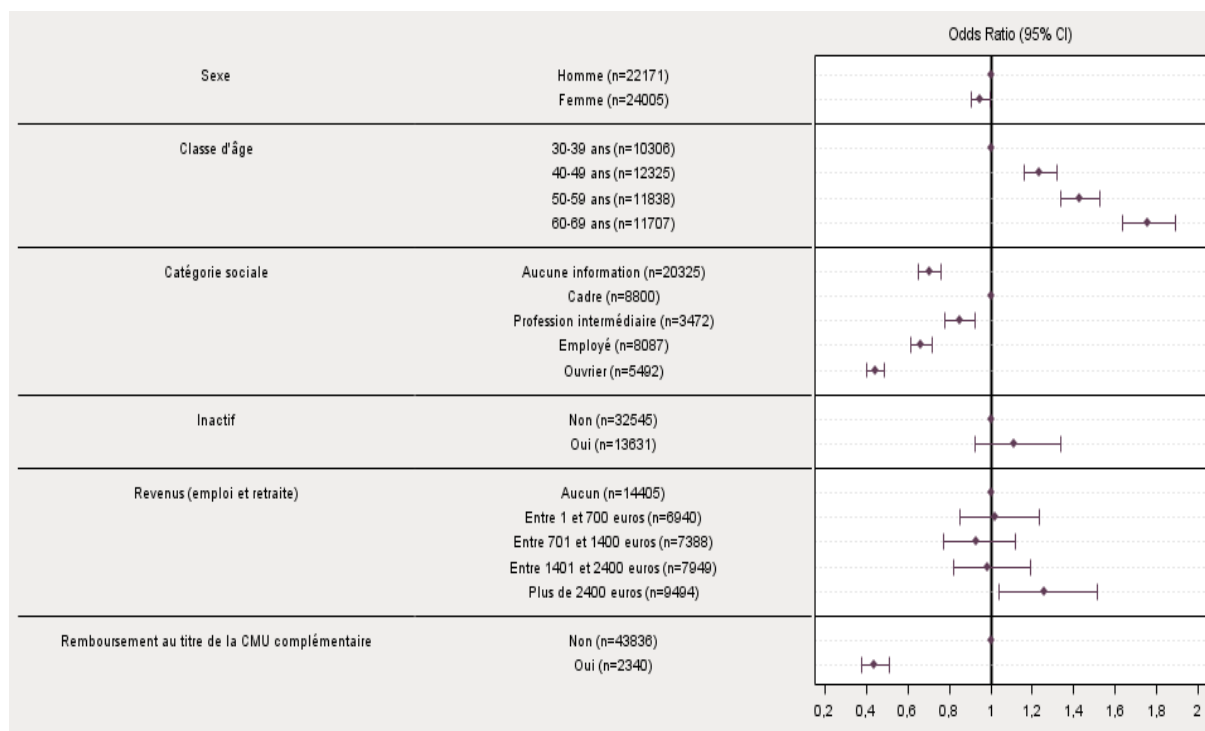 Odds Ratio (95% CI)
Sexe Homme (n=22171)
Femme (n=24005)
Classe d'âge 30-39 ans (n=10306)
40-49 ans (n=12325)
50-59 ans (n=11838)
60-69 ans (n=11707)
Catégorie sociale Aucune information (n=20325)
Cadre (n=8800)
Profession intermédiaire (n=3472)
Employé (n=8087)
Ouvrier (n=5492)
Inactif Non (n=32545)
Oui (n=13631)
Revenus (emploi et retraite) Aucun (n=14405)
Entre 1 et 700 euros (n=6940)
Entre 701 et 1400 euros (n=7388)
Entre 1401 et 2400 euros (n=7949)
Plus de 2400 euros (n=9494)
Remboursement au titre de la CMU complémentaire Non (n=43836)
Oui (n=2340)
0,2 0,4 0,6 0,8 1 1,2 1,4 1,6 1,8 2